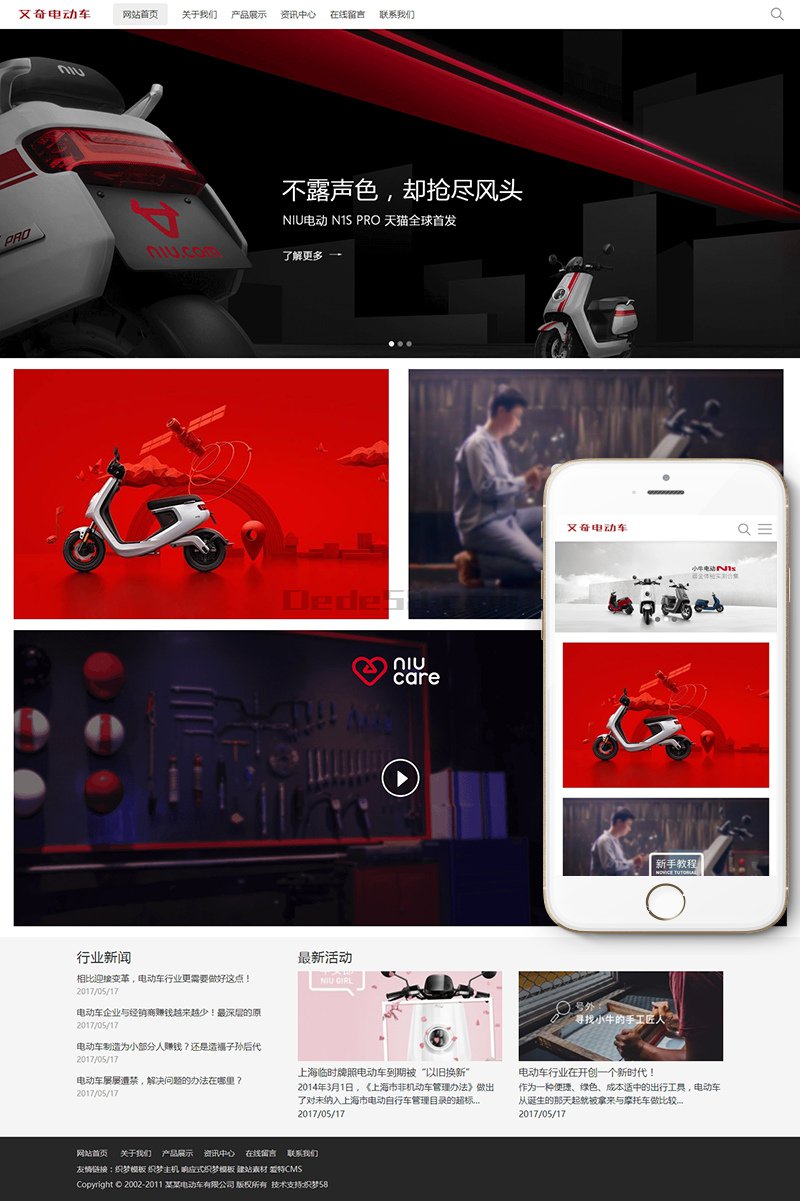 艾奇电动车
网站首页 关于我们 产品展示 资讯中心 在线留言 联系我们
NIU
PRO
niu.com
不露声色，却抢尽风头
NIU电动 N1S PRO 天猫全球首发
了解更多
niu
care
艾奇电动车
小牛电动N1s
新手教程
NOVICE TUTORIAL
行业新闻
相比迎接变革，电动车行业更需要做好这点！
2017/05/17
电动车企业与经销商赚钱越来越少！最深层的原
2017/05/17
电动车制造为小部分人赚钱？还是造福子孙后代
2017/05/17
电动车屡屡遭禁，解决问题的办法在哪里？
2017/05/17
最新活动
NIU GIRL
上海临时牌照电动车到期被“以旧换新”
2014年3月1日，《上海市非机动车管理办法》做出
了对未纳入上海市电动自行车管理目录的超标...
2017/05/17
号外：
寻找小牛的手工匠人
电动车行业在开创一个新时代！
作为一种便捷、绿色、成本适中的出行工具，电动车
从诞生的那天起就被拿来与摩托车做比较...
2017/05/17
网站首页 关于我们 产品展示 资讯中心 在线留言 联系我们
友情链接：织梦模板 织梦主机 响应式织梦模板 建站素材 盟特CMS
Copyright © 2002-2011 某某电动车有限公司 版权所有 技术支持:织梦58